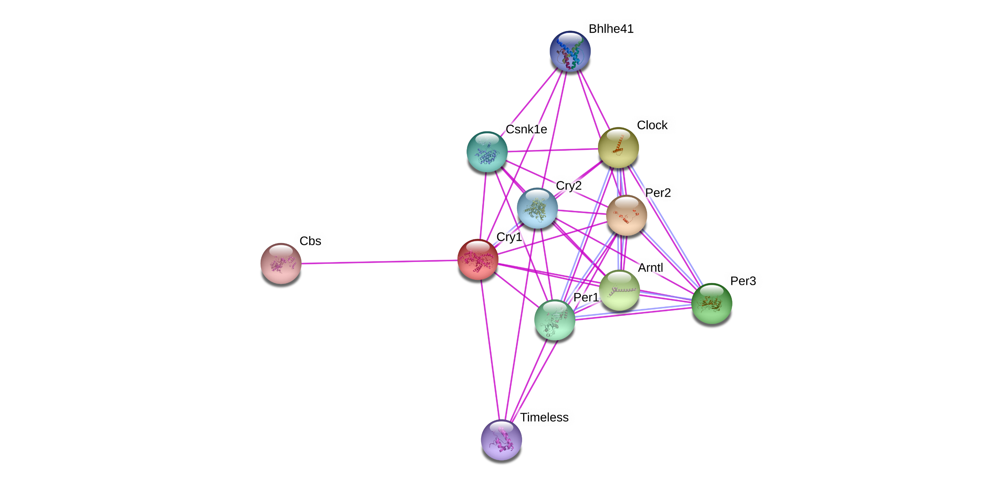 Bhlhe41
Clock
Csnk1e
Cry2
Per2
Cry1
Cbs
Arntl
Per3
Per1
Timeless